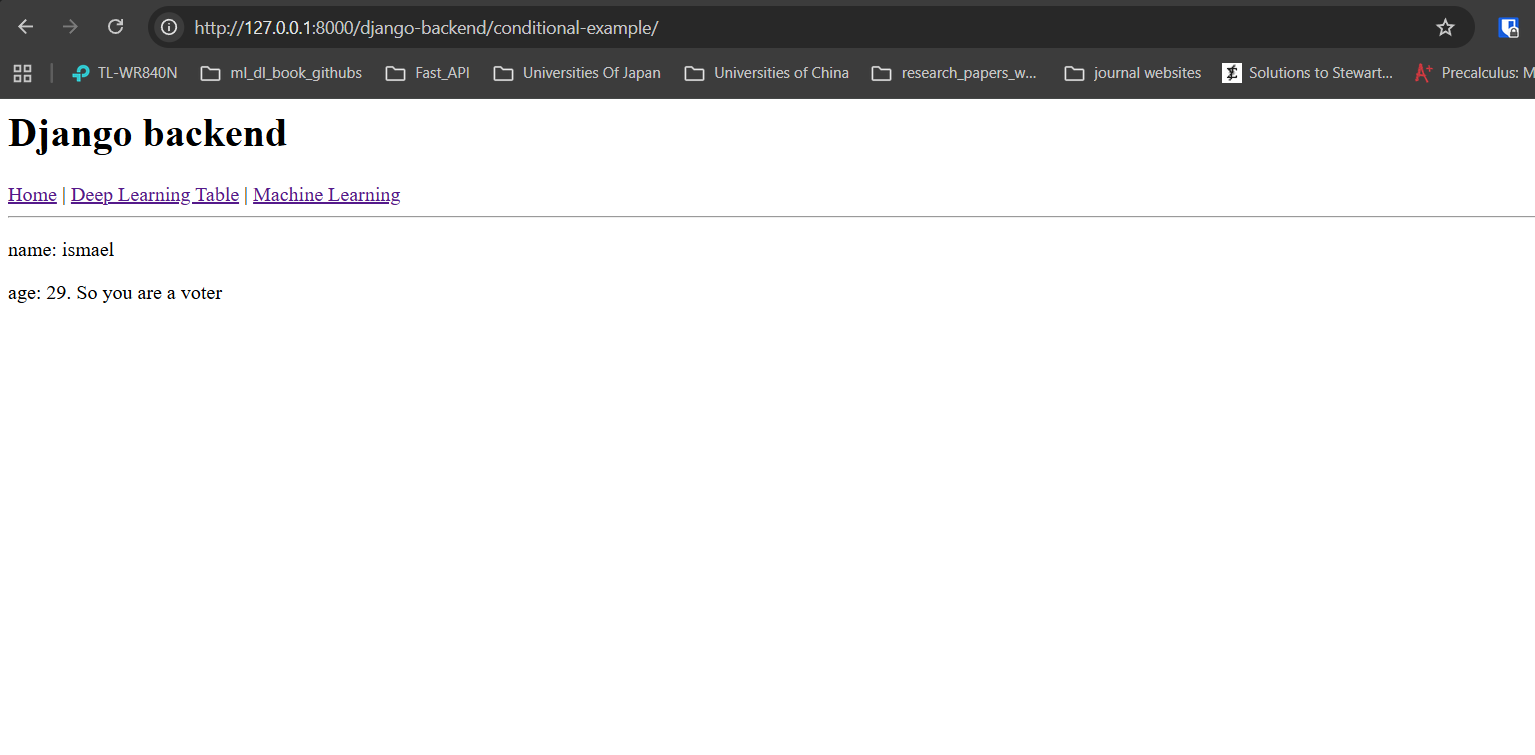 http://127.0.0.1:8000/django-backend/conditional-example/
TL-WR840N ml_dl_book_githubs Fast_API Universities Of Japan Universities of China research_papers_w... journal websites Solutions to Stewart... Precalculus: M
Django backend
Home | Deep Learning Table | Machine Learning
name: ismael
age: 29. So you are a voter